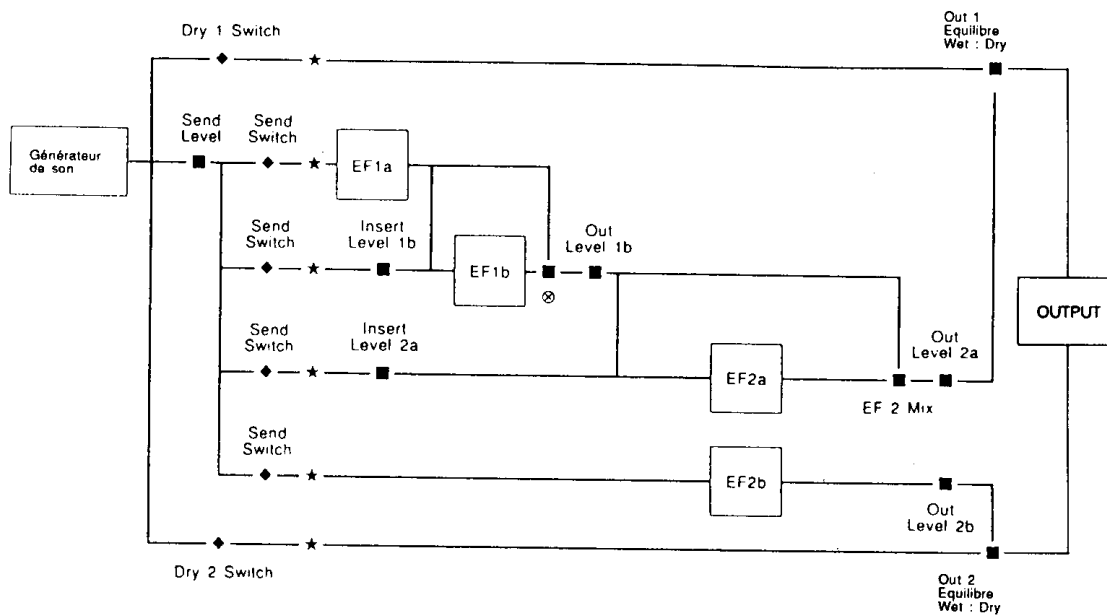 Dry 1 Switch
Out 1
Equilibre
Wet : Dry
Send
Level
Send
Switch
Générateur
de son
EF1a
Send
Switch
Insert
Level 1b
EF1b
Out
Level 1b
OUTPUT
Send
Switch
Insert
Level 2a
EF2a
Out
Level 2a
EF 2 Mix
Send
Switch
EF2b
Out
Level 2b
Dry 2 Switch
Out 2
Equilibre
Wet : Dry